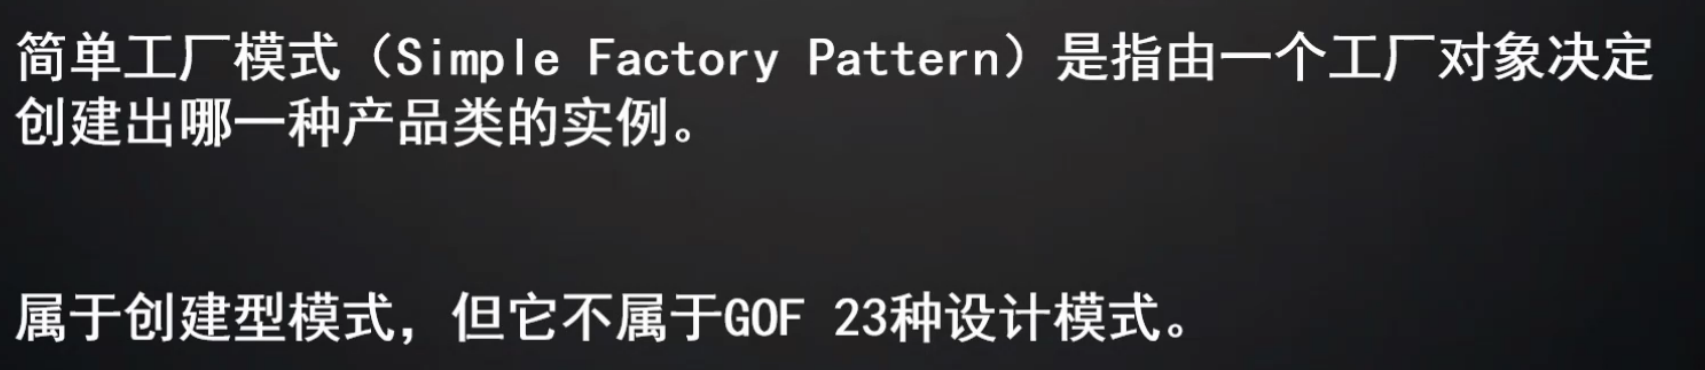 简单工厂模式（Simple Factory Pattern）是指由一个工厂对象决定
创建出哪一种产品类的实例。
属于创建型模式，但它不属于GOF 23种设计模式。